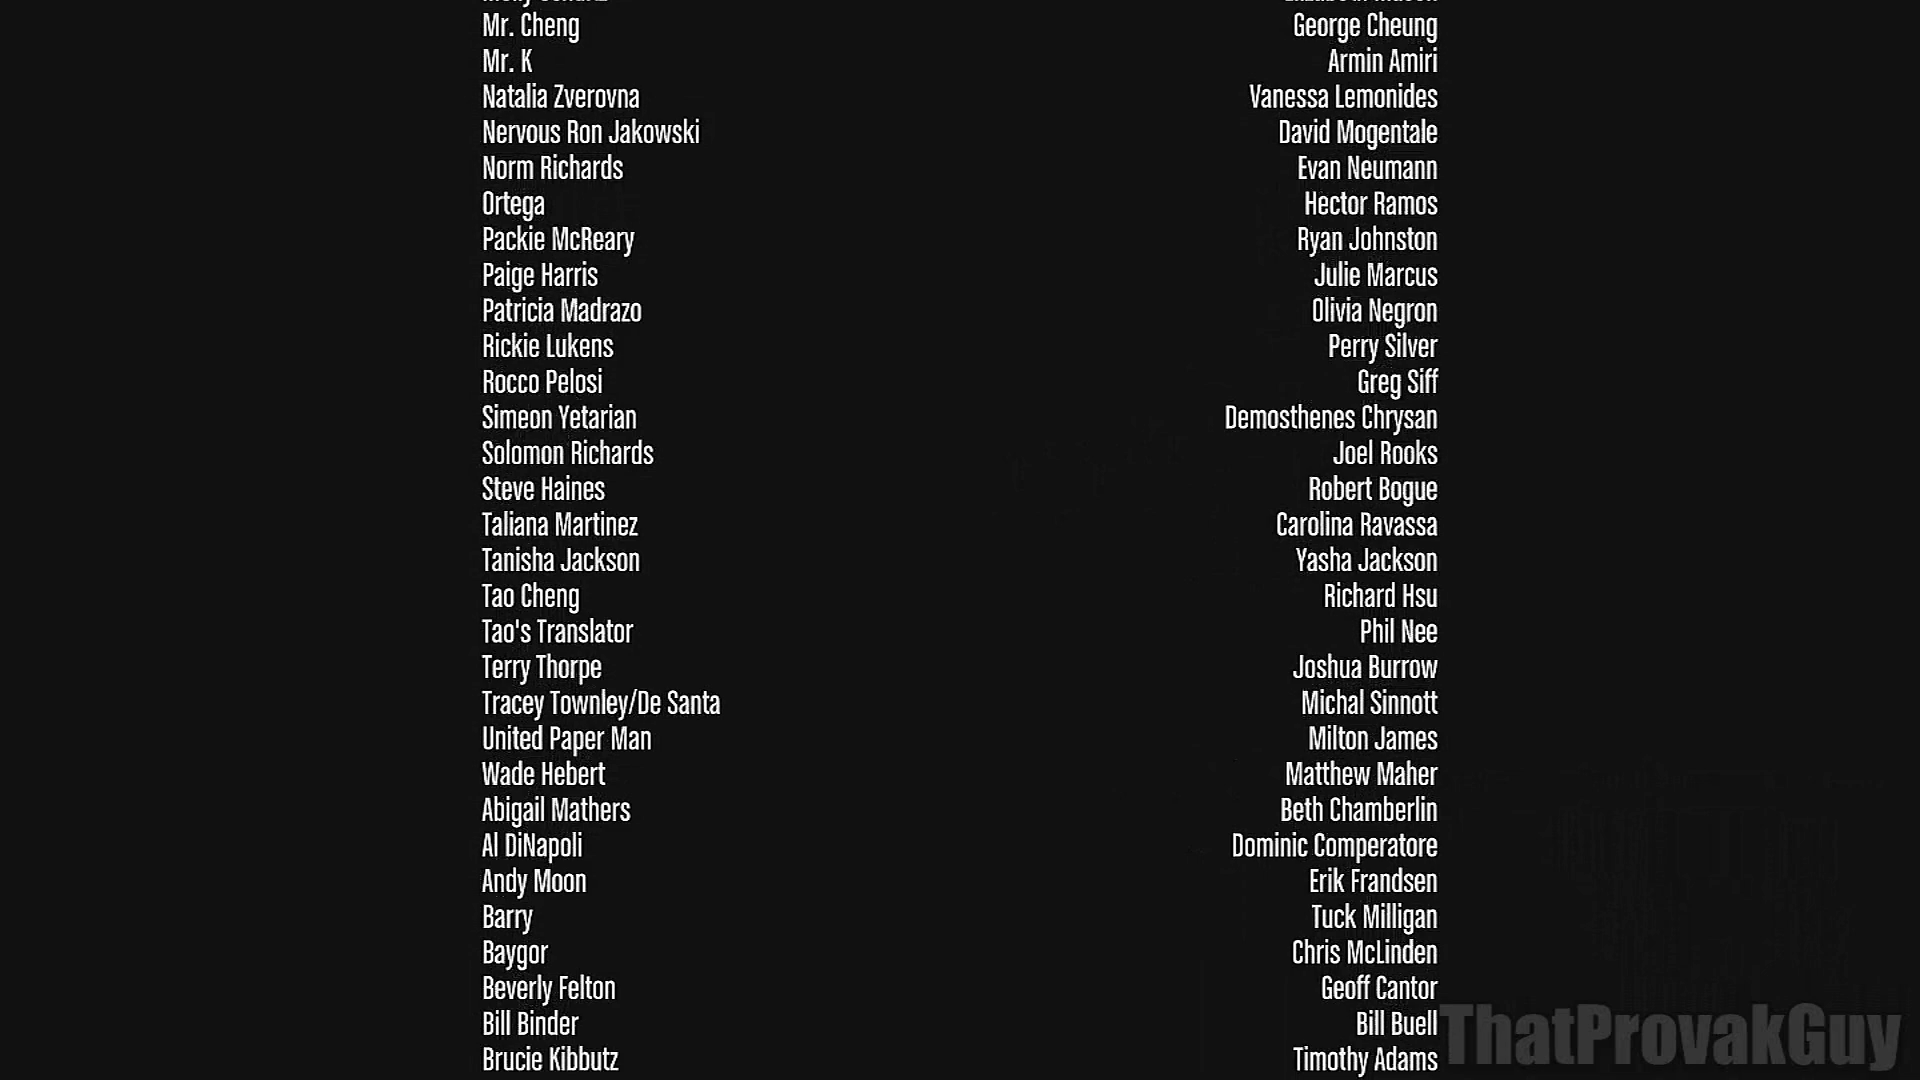 Mr. Cheng George Cheung
Mr. K Armin Amiri
Natalia Zverovna Vanessa Lemonides
Nervous Ron Jakowski David Mogentale
Norm Richards Evan Neumann
Ortega Hector Ramos
Packie McReary Ryan Johnston
Paige Harris Julie Marcus
Patricia Madrazo Olivia Negron
Rickie Lukens Perry Silver
Rocco Pelosi Greg Siff
Simeon Yetarian Demosthenes Chrysan
Solomon Richards Joel Rooks
Steve Haines Robert Bogue
Taliana Martinez Carolina Ravassa
Tanisha Jackson Yasha Jackson
Tao Cheng Richard Hsu
Tao's Translator Phil Nee
Terry Thorpe Joshua Burrow
Tracey Townley/De Santa Michal Sinnott
United Paper Man Milton James
Wade Hebert Matthew Maher
Abigail Mathers Beth Chamberlin
Al DiNapoli Dominic Comperatore
Andy Moon Erik Frandsen
Barry Tuck Milligan
Baygor Chris McLinden
Beverly Felton Geoff Cantor
Bill Binder Bill Buell
Brucie Kibbutz Timothy Adams
ThatProvakGuy